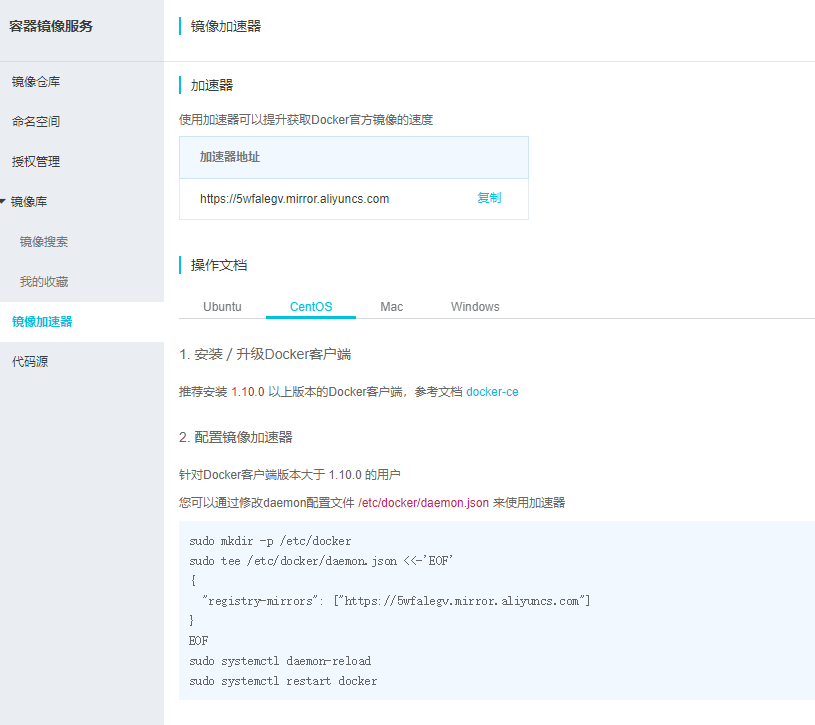 容器镜像服务
镜像仓库
命名空间
授权管理
镜像库
镜像搜索
我的收藏
镜像加速器
代码源
镜像加速器
加速器
使用加速器可以提升获取Docker官方镜像的速度
加速器地址
https://5wfalegv.mirror.aliyuncs.com 复制
操作文档
Ubuntu CentOS Mac Windows
1. 安装 / 升级Docker客户端
推荐安装 1.10.0 以上版本的Docker客户端，参考文档 docker-ce
2. 配置镜像加速器
针对Docker客户端版本大于 1.10.0 的用户
您可以通过修改daemon配置文件 /etc/docker/daemon.json 来使用加速器
sudo mkdir -p /etc/docker
sudo tee /etc/docker/daemon.json <<-'EOF'
{
  "registry-mirrors": ["https://5wfalegv.mirror.aliyuncs.com"]
}
EOF
sudo systemctl daemon-reload
sudo systemctl restart docker